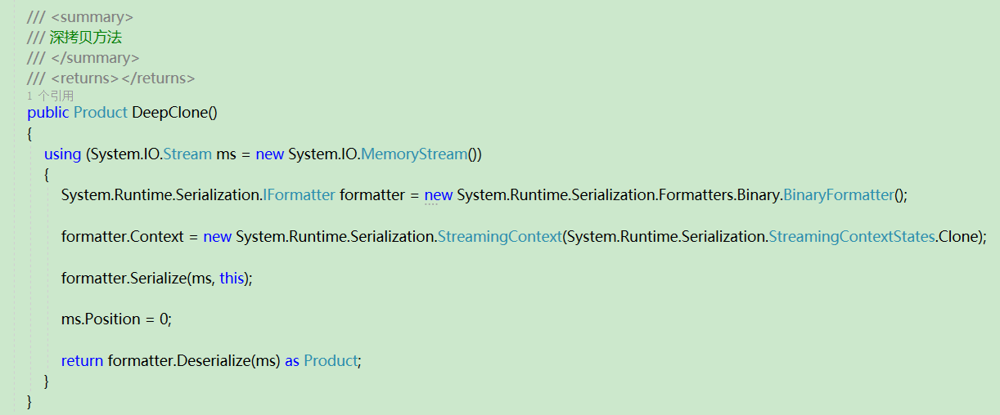 /// <summary>
/// 深拷贝方法
/// </summary>
/// <returns></returns>
1 个引用
public Product DeepClone()
{
using (System.IO.Stream ms = new System.IO.MemoryStream())
{
System.Runtime.Serialization.IFormatter formatter = new System.Runtime.Serialization.Formatters.Binary.BinaryFormatter();
formatter.Context = new System.Runtime.Serialization.StreamingContext(System.Runtime.Serialization.StreamingContextStates.Clone);
formatter.Serialize(ms, this);
ms.Position = 0;
return formatter.Deserialize(ms) as Product;
}
}